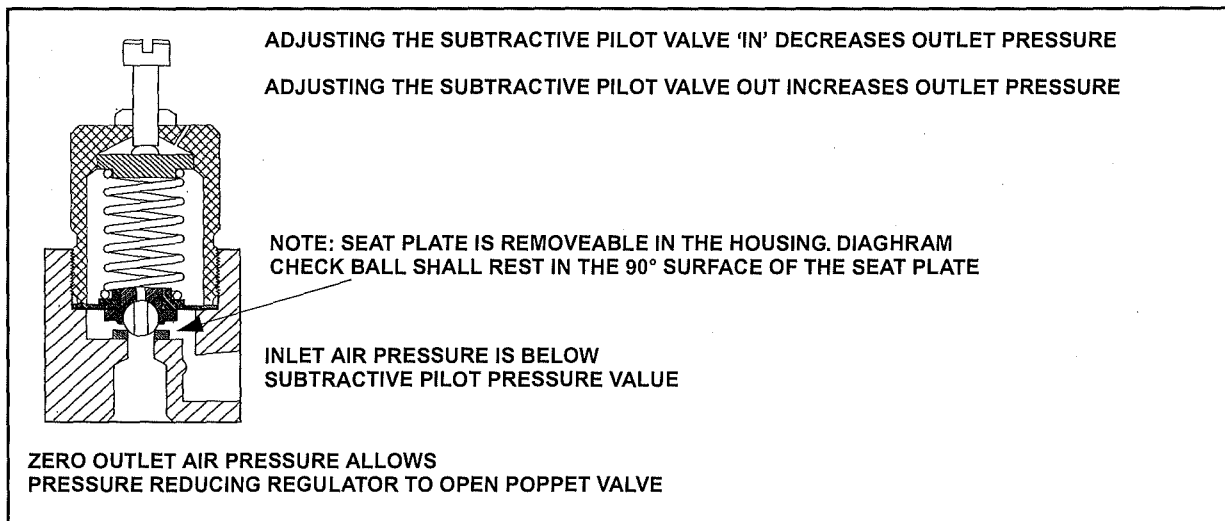 ADJUSTING THE SUBTRACTIVE PILOT VALVE 'IN' DECREASES OUTLET PRESSURE
ADJUSTING THE SUBTRACTIVE PILOT VALVE OUT INCREASES OUTLET PRESSURE
NOTE: SEAT PLATE IS REMOVEABLE IN THE HOUSING. DIAGHRAM
CHECK BALL SHALL REST IN THE 90° SURFACE OF THE SEAT PLATE
INLET AIR PRESSURE IS BELOW
SUBTRACTIVE PILOT PRESSURE VALUE
ZERO OUTLET AIR PRESSURE ALLOWS
PRESSURE REDUCING REGULATOR TO OPEN POPPET VALVE